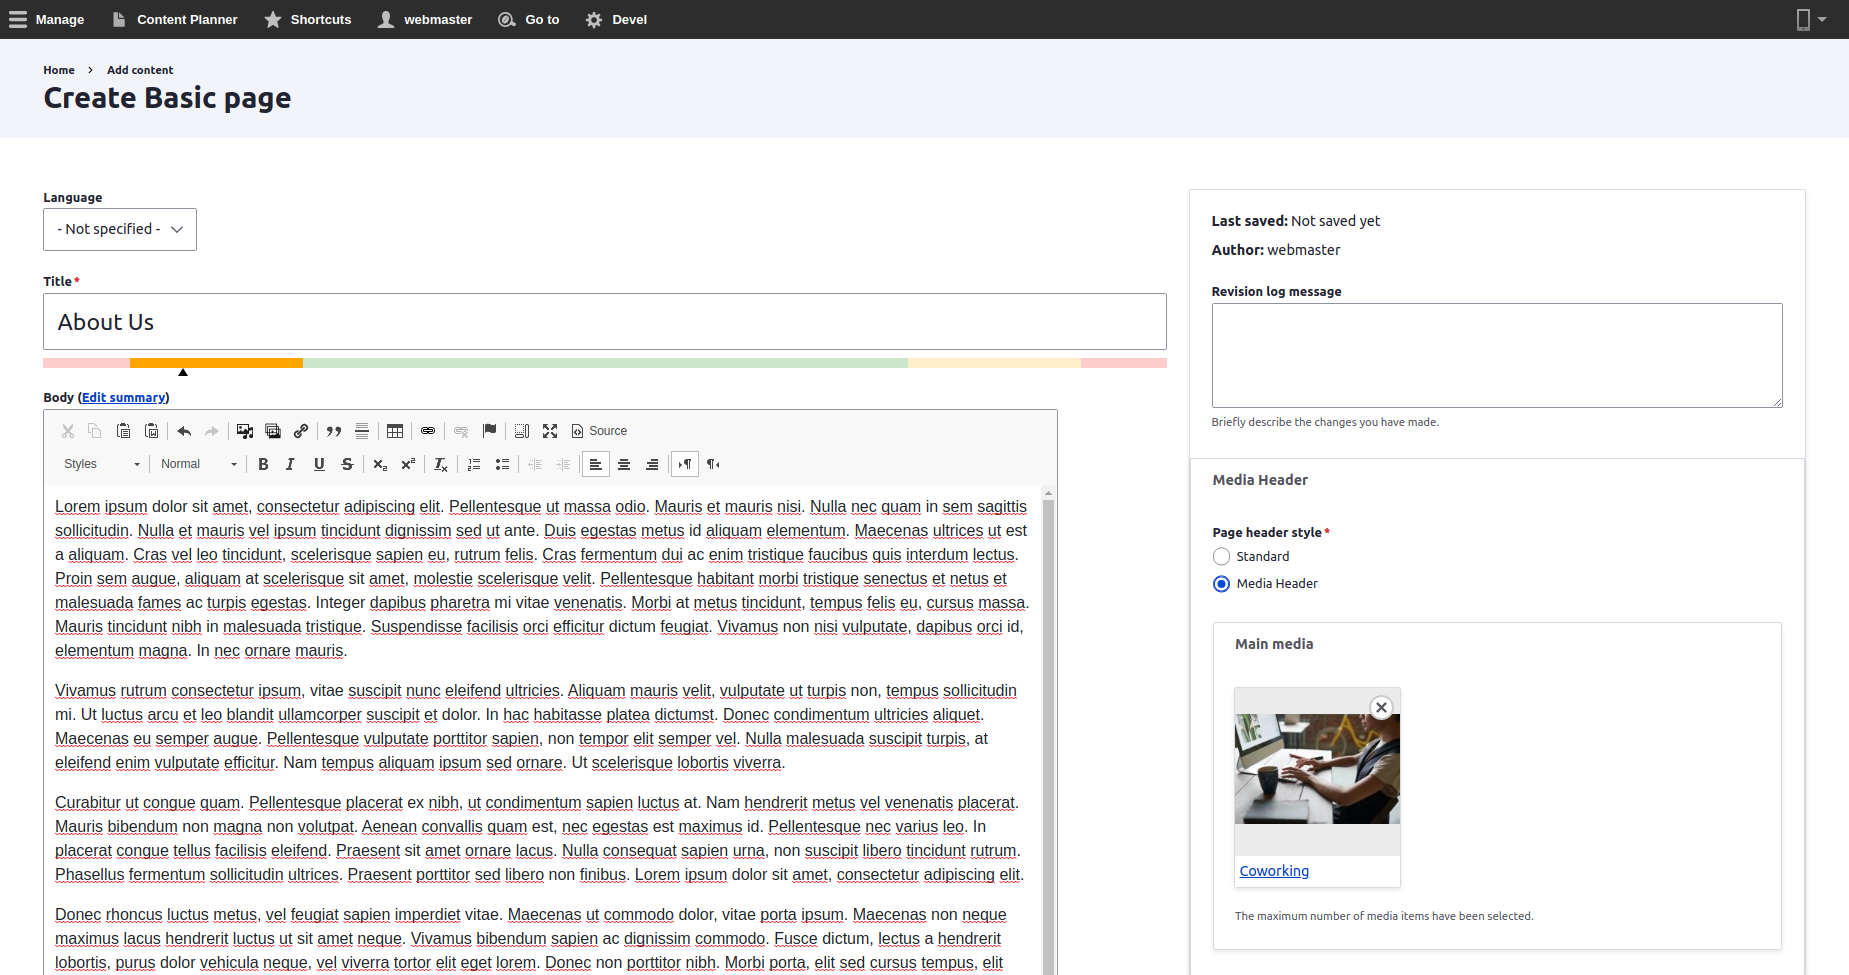 Manage Content Planner Shortcuts webmaster Go to Devel
Home › Add content
Create Basic page
Language
- Not specified -
Title*
About Us
Body (Edit summary)
Source
Styles Normal
Lorem ipsum dolor sit amet, consectetur adipiscing elit. Pellentesque ut massa odio. Mauris et mauris nisi. Nulla nec quam in sem sagittis
sollicitudin. Nulla et mauris vel ipsum tincidunt dignissim sed ut ante. Duis egestas metus id aliquam elementum. Maecenas ultrices ut est
a aliquam. Cras vel leo tincidunt, scelerisque sapien eu, rutrum felis. Cras fermentum dui ac enim tristique faucibus quis interdum lectus.
Proin sem augue, aliquam at scelerisque sit amet, molestie scelerisque velit. Pellentesque habitant morbi tristique senectus et netus et
malesuada fames ac turpis egestas. Integer dapibus pharetra mi vitae venenatis. Morbi at metus tincidunt, tempus felis eu, cursus massa.
Mauris tincidunt nibh in malesuada tristique. Suspendisse facilisis orci efficitur dictum feugiat. Vivamus non nisi vulputate, dapibus orci id,
elementum magna. In nec ornare mauris.
Vivamus rutrum consectetur ipsum, vitae suscipit nunc eleifend ultricies. Aliquam mauris velit, vulputate ut turpis non, tempus sollicitudin
mi. Ut luctus arcu et leo blandit ullamcorper suscipit et dolor. In hac habitasse platea dictumst. Donec condimentum ultricies aliquet.
Maecenas eu semper augue. Pellentesque vulputate porttitor sapien, non tempor elit semper vel. Nulla malesuada suscipit turpis, at
eleifend enim vulputate efficitur. Nam tempus aliquam ipsum sed ornare. Ut scelerisque lobortis viverra.
Curabitur ut congue quam. Pellentesque placerat ex nibh, ut condimentum sapien luctus at. Nam hendrerit metus vel venenatis placerat.
Mauris bibendum non magna non volutpat. Aenean convallis quam est, nec egestas est maximus id. Pellentesque nec varius leo. In
placerat congue tellus facilisis eleifend. Praesent sit amet ornare lacus. Nulla consequat sapien urna, non suscipit libero tincidunt rutrum.
Phasellus fermentum sollicitudin ultrices. Praesent porttitor sed libero non finibus. Lorem ipsum dolor sit amet, consectetur adipiscing elit.
Donec rhoncus luctus metus, vel feugiat sapien imperdiet vitae. Maecenas ut commodo dolor, vitae porta ipsum. Maecenas non neque
maximus lacus hendrerit luctus ut sit amet neque. Vivamus bibendum sapien ac dignissim commodo. Fusce dictum, lectus a hendrerit
lobortis, purus dolor vehicula neque, vel viverra tortor elit eget lorem. Donec non porttitor nibh. Morbi porta, elit sed cursus tempus, elit
Last saved: Not saved yet
Author: webmaster
Revision log message
Briefly describe the changes you have made.
Media Header
Page header style*
Standard
Media Header
Main media
Coworking
The maximum number of media items have been selected.